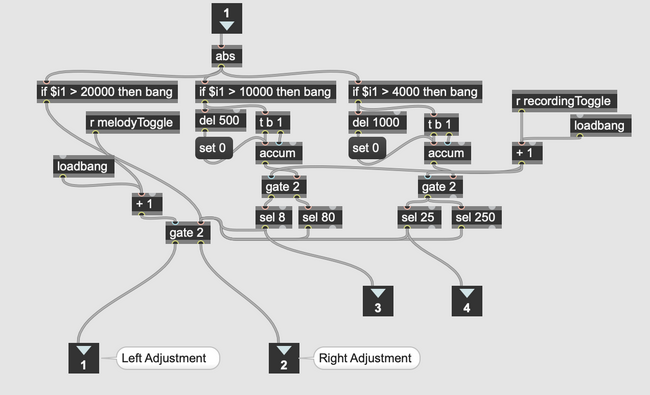 1
abs
if $i1 > 20000 then bang
if $i1 > 10000 then bang
if $i1 > 4000 then bang
r melodyToggle
del 500
t b 1
del 1000
t b 1
r recordingToggle
loadbang
set 0
set 0
loadbang
accum
accum
+ 1
gate 2
gate 2
+ 1
sel 8
sel 80
sel 25
sel 250
gate 2
3
4
1
Left Adjustment
2
Right Adjustment